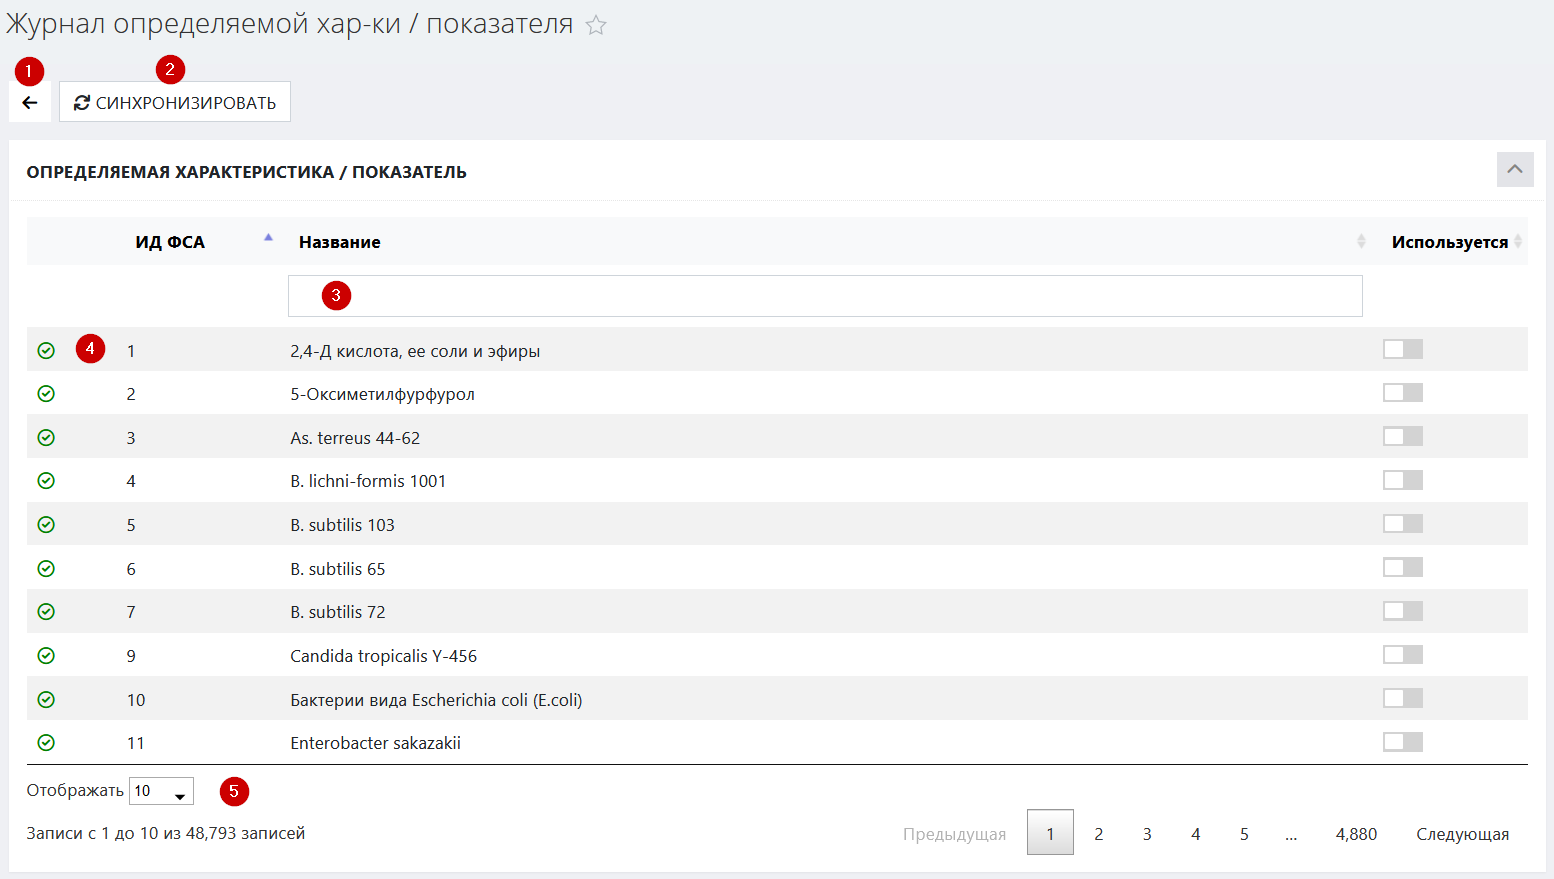 Журнал определяемой хар-ки / показателя
1
2
СИНХРОНИЗИРОВАТЬ
ОПРЕДЕЛЯЕМАЯ ХАРАКТЕРИСТИКА / ПОКАЗАТЕЛЬ
ИД ФСА Название Используется
3
4 1 2,4-Д кислота, ее соли и эфиры
2 5-Оксиметилфурфурол
3 As. terreus 44-62
4 B. lichni-formis 1001
5 B. subtilis 103
6 B. subtilis 65
7 B. subtilis 72
9 Candida tropicalis Y-456
10 Бактерии вида Escherichia coli (E.coli)
11 Enterobacter sakazakii
Отображать 10 5
Записи с 1 до 10 из 48,793 записей
Предыдущая 1 2 3 4 5 ... 4,880 Следующая